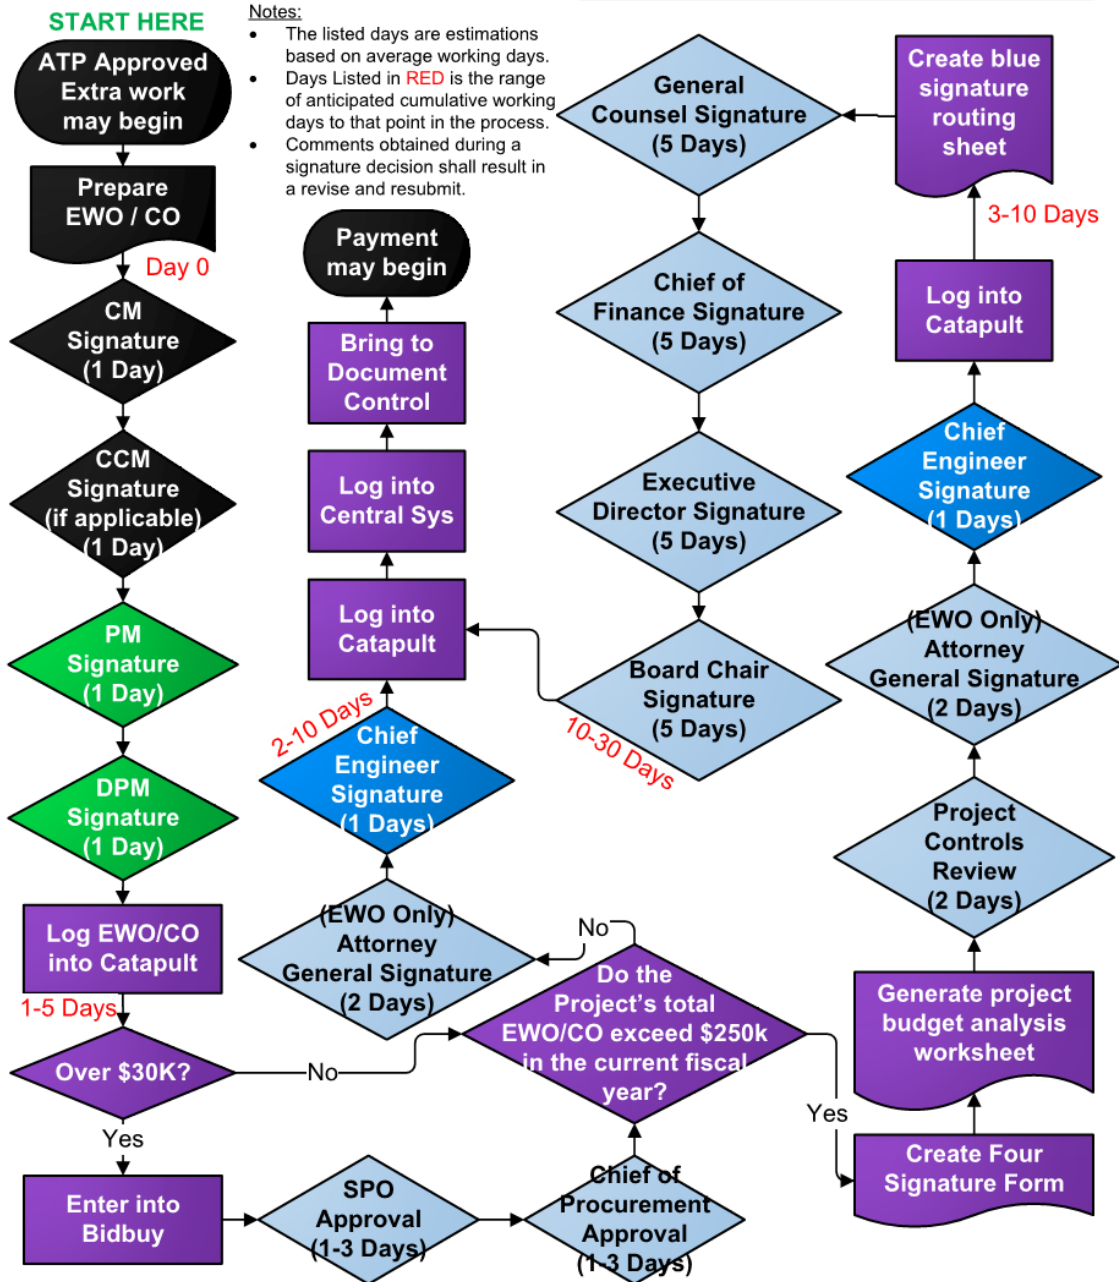 START HERE
ATP Approved
Extra work
may begin
Prepare
EWO / CO
Day 0
CM
Signature
(1 Day)
CCM
Signature
(if applicable)
(1 Day)
PM
Signature
(1 Day)
DPM
Signature
(1 Day)
Log EWO/CO
into Catapult
1-5 Days
Over $30K?
No
Yes
Enter into
Bidbuy
SPO
Approval
(1-3 Days)
Chief of
Procurement
Approval
(1-3 Days)
Do the
Project's total
EWO/CO exceed $250k
in the current fiscal
year?
No
Yes
(EWO Only)
Attorney
General Signature
(2 Days)
Chief
Engineer
Signature
(1 Days)
2-10 Days
Log into
Catapult
Log into
Central Sys
Bring to
Document
Control
Payment
may begin
Notes:
• The listed days are estimations
based on average working days.
• Days Listed in RED is the range
of anticipated cumulative working
days to that point in the process.
• Comments obtained during a
signature decision shall result in
a revise and resubmit.
Create Four
Signature Form
Generate project
budget analysis
worksheet
Project
Controls
Review
(2 Days)
(EWO Only)
Attorney
General Signature
(2 Days)
Chief
Engineer
Signature
(1 Days)
Log into
Catapult
3-10 Days
Create blue
signature
routing
sheet
General
Counsel Signature
(5 Days)
Chief of
Finance Signature
(5 Days)
Executive
Director Signature
(5 Days)
Board Chair
Signature
(5 Days)
10-30 Days